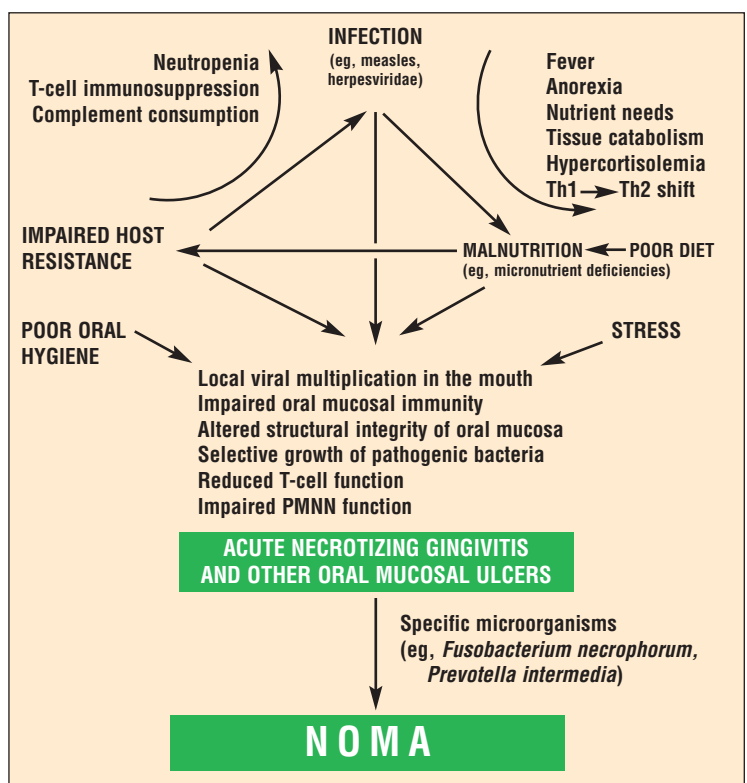 INFECTION
(eg, measles,
herpesviridae)
Neutropenia
T-cell immunosuppression
Complement consumption
Fever
Anorexia
Nutrient needs
Tissue catabolism
Hypercortisolemia
Th1 → Th2 shift
IMPAIRED HOST
RESISTANCE
MALNUTRITION
(eg, micronutrient deficiencies)
POOR DIET
POOR ORAL
HYGIENE
STRESS
Local viral multiplication in the mouth
Impaired oral mucosal immunity
Altered structural integrity of oral mucosa
Selective growth of pathogenic bacteria
Reduced T-cell function
Impaired PMNN function
ACUTE NECROTIZING GINGIVITIS
AND OTHER ORAL MUCOSAL ULCERS
Specific microorganisms
(eg, Fusobacterium necrophorum,
Prevotella intermedia)
NOMA